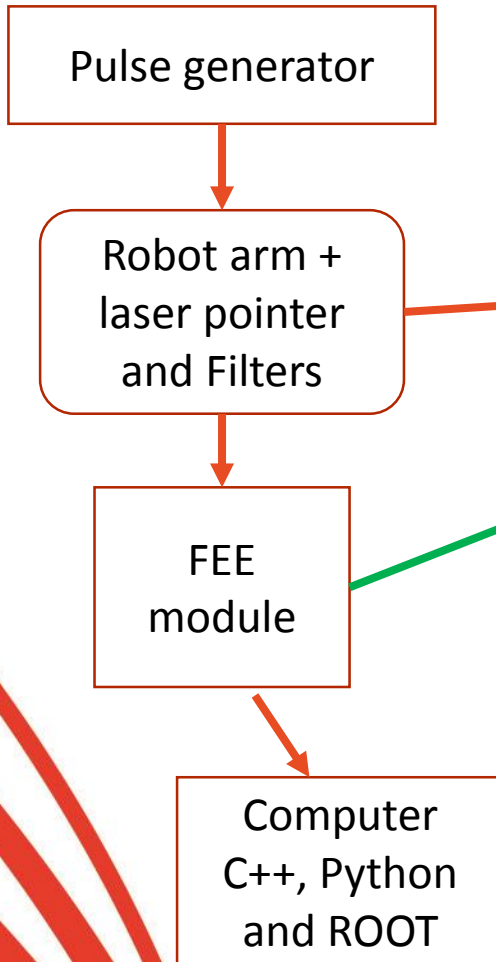 Pulse generator
Robot arm +
laser pointer
and Filters
FEE
module
Computer
C++, Python
and ROOT